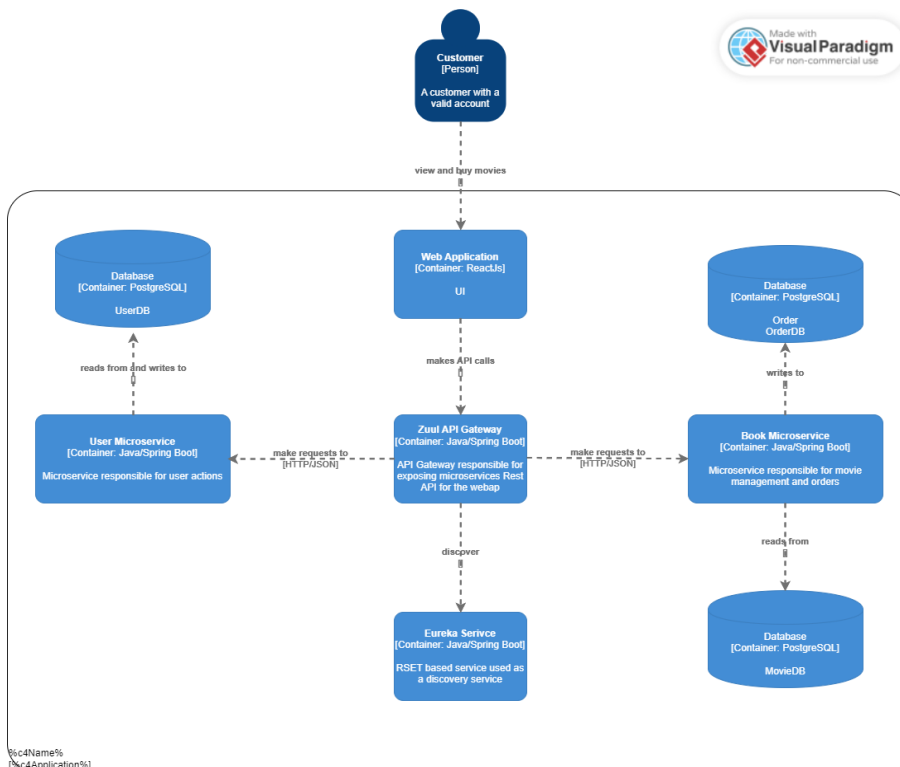 Made with
Visual Paradigm
For non-commercial use
Customer
[Person]
A customer with a
valid account
view and buy movies
Database
[Container: PostgreSQL]
UserDB
Web Application
[Container: ReactJs]
UI
Database
[Container: PostgreSQL]
Order
OrderDB
reads from and writes to
makes API calls
writes to
User Microservice
[Container: Java/Spring Boot]
Microservice responsible for user actions
make requests to
[HTTP/JSON]
Zuul API Gateway
[Container: Java/Spring Boot]
API Gateway responsible for
exposing microservices Rest
API for the webap
make requests to
[HTTP/JSON]
Book Microservice
[Container: Java/Spring Boot]
Microservice responsible for movie
management and orders
discover
reads from
Eureka Serivce
[Container: Java/Spring Boot]
RSET based service used as
a discovery service
Database
[Container: PostgreSQL]
MovieDB
%c4Name%
[%c4Application%]